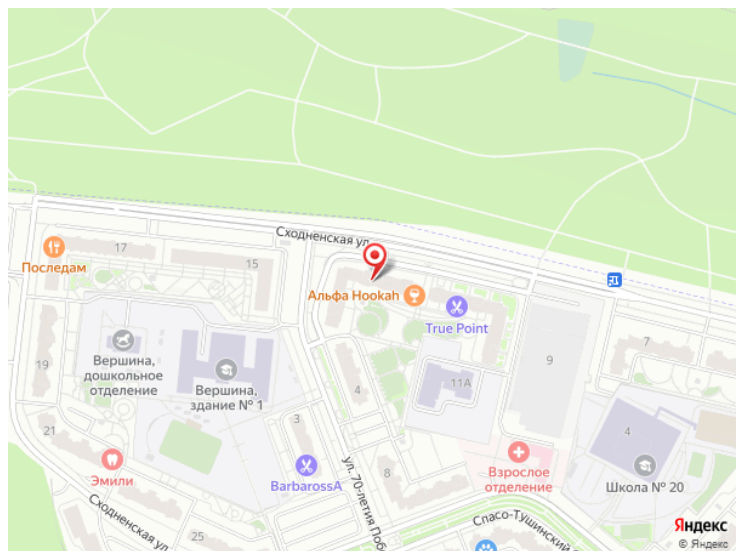 Сходненская ул.
17
15
Последам
Альфа Hookah
True Point
19
Вершина,
дошкольное
отделение
Вершина,
здание № 1
11А
9
7
4
4
3
21
Эмили
BarbarossA
8
Взрослое
отделение
Школа № 20
25
Сходненская ул
ул. 70-летия Поб
Спасо-Тушинский
Яндекс
© Яндекс